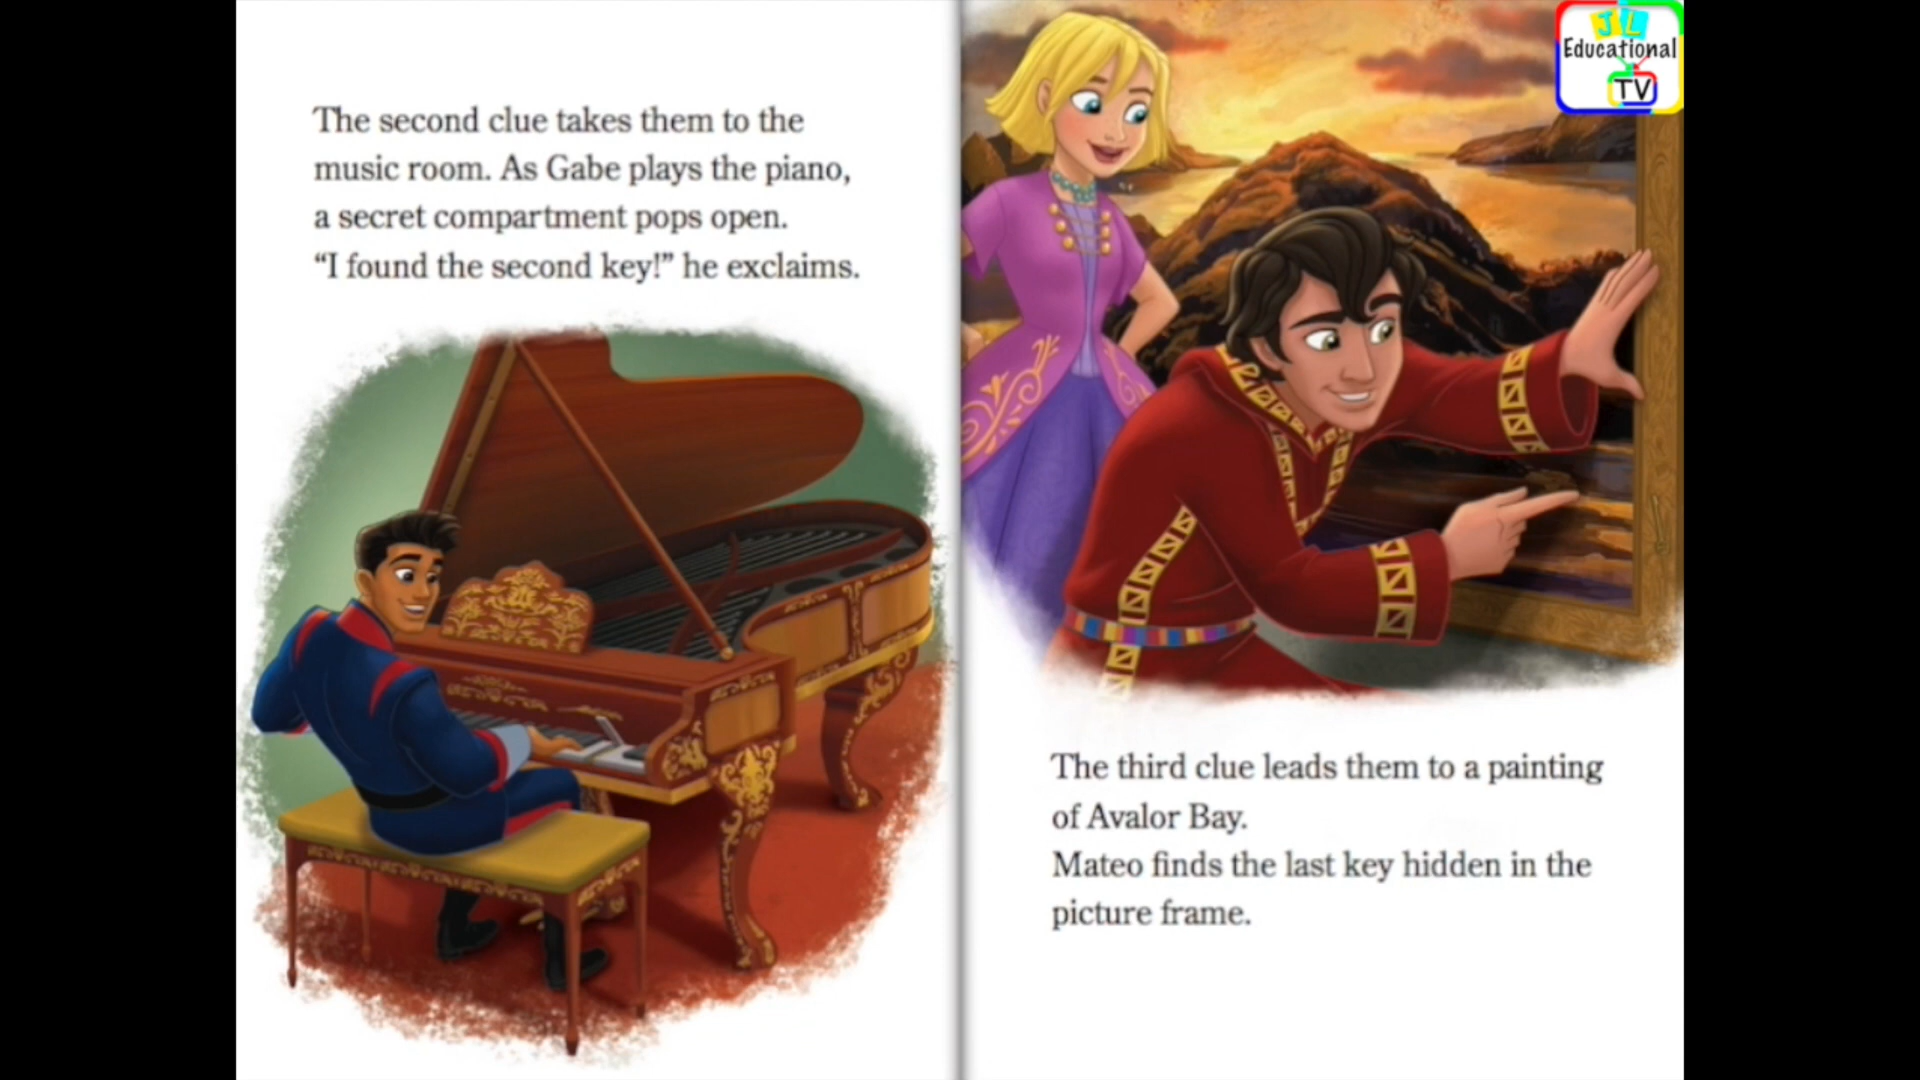 The second clue takes them to the
music room. As Gabe plays the piano,
a secret compartment pops open.
“I found the second key!” he exclaims.
JL
Educational
TV
The third clue leads them to a painting
of Avalor Bay.
Mateo finds the last key hidden in the
picture frame.